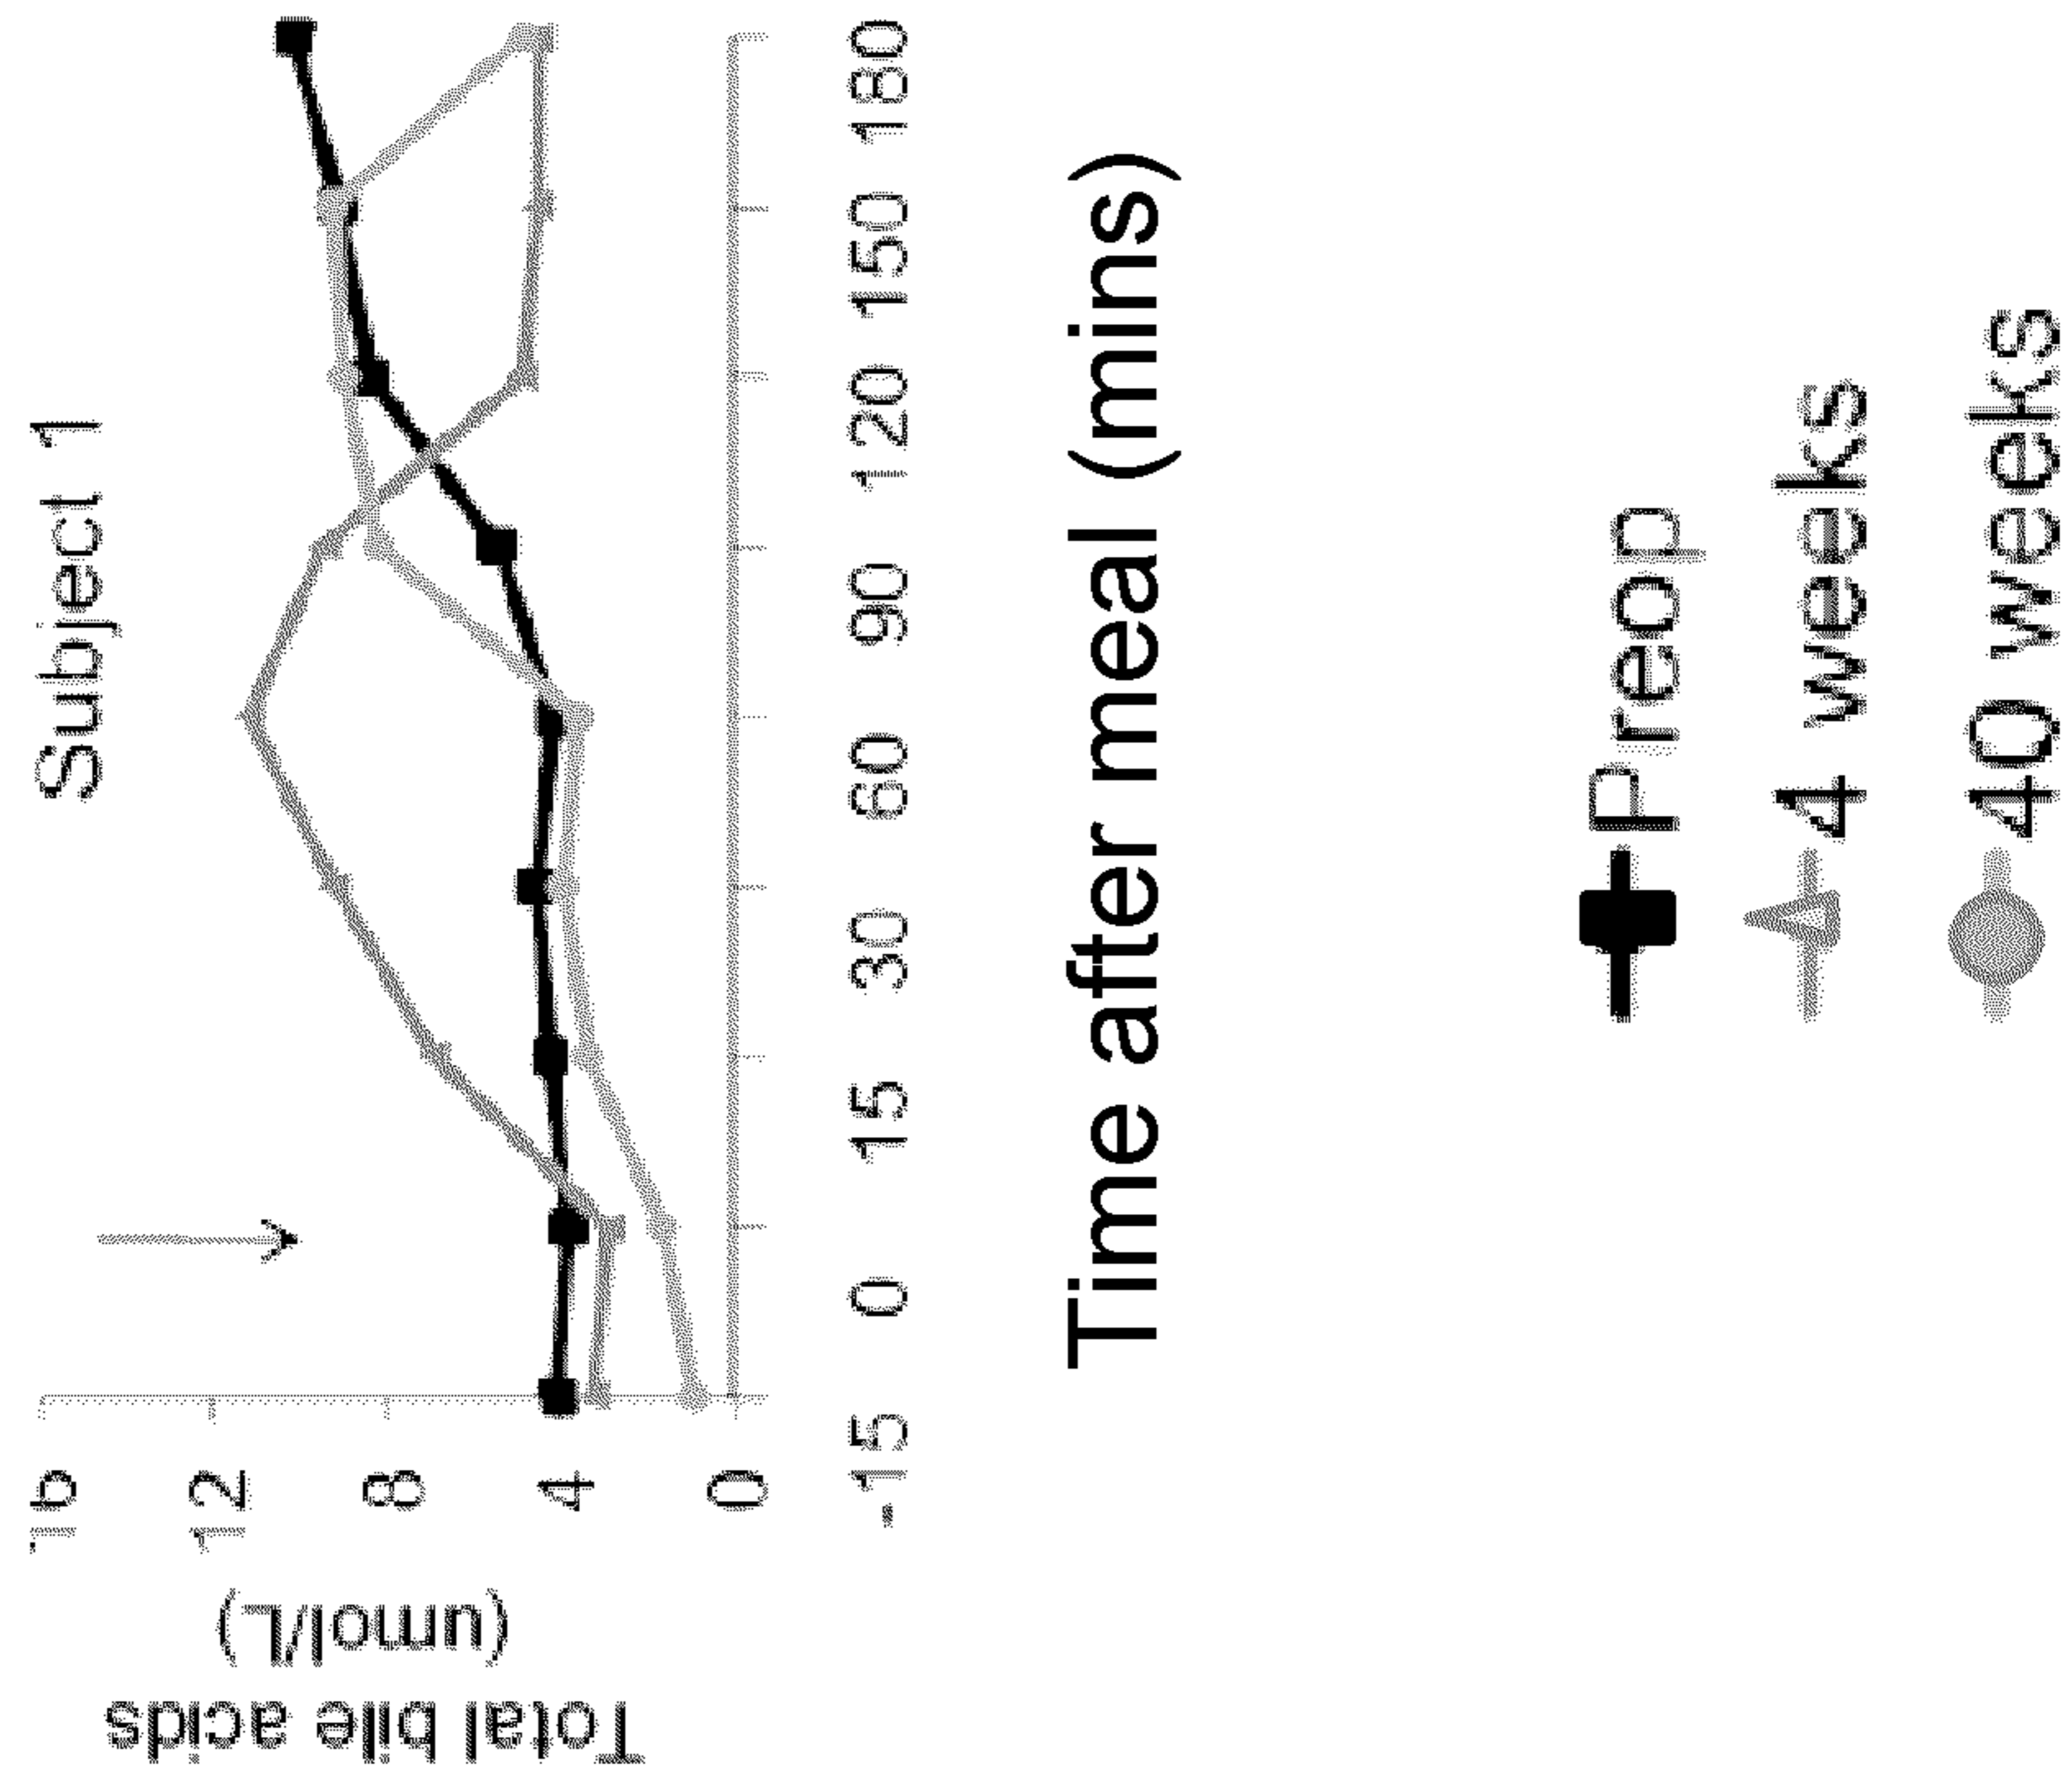 Subject 1
Total bile acids
(umol/L)
16
12
8
4
0
-15 0 15 30 60 90 120 150 180
Time after meal (mins)
Preop
4 weeks
40 weeks